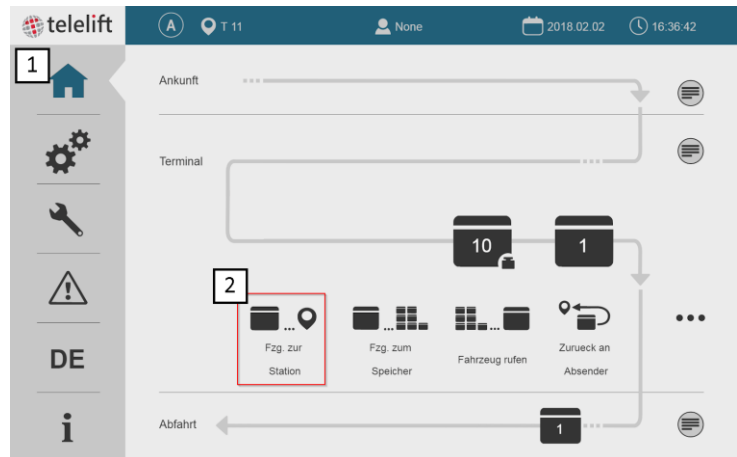 telelift
A
T 11
None
2018.02.02
16:36:42
1
Ankunft
Terminal
10
1
2
Fzg. zur
Station
Fzg. zum
Speicher
Fahrzeug rufen
Zurueck an
Absender
DE
Abfahrt
1
i